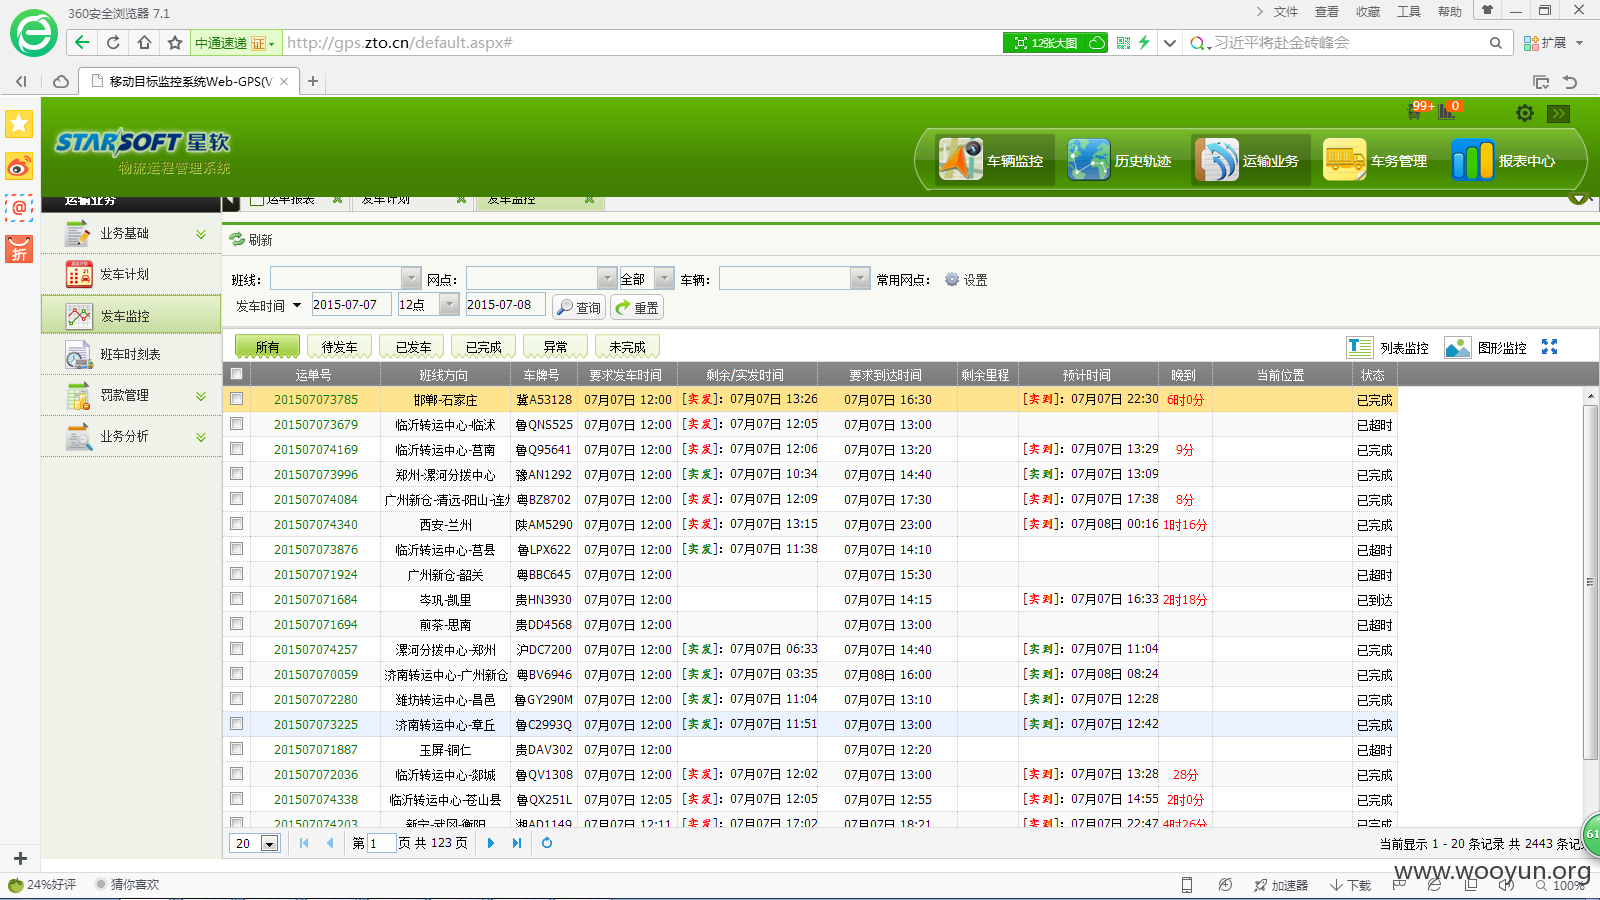 360安全浏览器 7.1
文件 查看 收藏 工具 帮助
中通速递 证 http://gps.zto.cn/default.aspx#
12张大图
习近平将赴金砖峰会
扩展
移动目标监控系统Web-GPS(V
STARSOFT 星软
物流运程管理系统
99+ 0
车辆监控 历史轨迹 运输业务 车务管理 报表中心
运输业务
运单报表 发车计划 发车监控
业务基础
发车计划
发车监控
班车时刻表
罚款管理
业务分析
刷新
班线： 网点： 全部 车辆： 常用网点： 设置
发车时间 2015-07-07 12点 2015-07-08 查询 重置
所有 待发车 已发车 已完成 异常 未完成 列表监控 图形监控
运单号 班线方向 车牌号 要求发车时间 剩余/实发时间 要求到达时间 剩余里程 预计时间 晚到 当前位置 状态
201507073785 邯郸-石家庄 冀A53128 07月07日 12:00 [实发]：07月07日 13:26 07月07日 16:30 [实到]：07月07日 22:30 6时0分 已完成
201507073679 临沂转运中心-临沭 鲁QNS525 07月07日 12:00 [实发]：07月07日 12:05 07月07日 13:00 已超时
201507074169 临沂转运中心-莒南 鲁Q95641 07月07日 12:00 [实发]：07月07日 12:06 07月07日 13:20 [实到]：07月07日 13:29 9分 已完成
201507073996 郑州-漯河分拨中心 豫AN1292 07月07日 12:00 [实发]：07月07日 10:34 07月07日 14:40 [实到]：07月07日 13:09 已完成
201507074084 广州新仓-清远-阳山-连州 粤BZ8702 07月07日 12:00 [实发]：07月07日 12:09 07月07日 17:30 [实到]：07月07日 17:38 8分 已完成
201507074340 西安-兰州 陕AM5290 07月07日 12:00 [实发]：07月07日 13:15 07月07日 23:00 [实到]：07月08日 00:16 1时16分 已完成
201507073876 临沂转运中心-莒县 鲁LPX622 07月07日 12:00 [实发]：07月07日 11:38 07月07日 14:10 已超时
201507071924 广州新仓-韶关 粤BBC645 07月07日 12:00 07月07日 15:30 已超时
201507071684 岑巩-凯里 贵HN3930 07月07日 12:00 07月07日 14:15 [实到]：07月07日 16:33 2时18分 已到达
201507071694 煎茶-思南 贵DD4568 07月07日 12:00 07月07日 13:00 已超时
201507074257 漯河分拨中心-郑州 沪DC7200 07月07日 12:00 [实发]：07月07日 06:33 07月07日 14:40 [实到]：07月07日 11:04 已完成
201507070059 济南转运中心-广州新仓 粤BV6946 07月07日 12:00 [实发]：07月07日 03:35 07月08日 16:00 [实到]：07月08日 08:24 已完成
201507072280 潍坊转运中心-昌邑 鲁GY290M 07月07日 12:00 [实发]：07月07日 11:04 07月07日 13:10 [实到]：07月07日 12:28 已完成
201507073225 济南转运中心-章丘 鲁C2993Q 07月07日 12:00 [实发]：07月07日 11:51 07月07日 13:00 [实到]：07月07日 12:42 已完成
201507071887 玉屏-铜仁 贵DAV302 07月07日 12:00 07月07日 12:20 已超时
201507072036 临沂转运中心-郯城 鲁QV1308 07月07日 12:00 [实发]：07月07日 12:02 07月07日 13:00 [实到]：07月07日 13:28 28分 已完成
201507074338 临沂转运中心-苍山县 鲁QX251L 07月07日 12:05 [实发]：07月07日 12:05 07月07日 12:55 [实到]：07月07日 14:55 2时0分 已完成
201507074203 新宁-武冈-衡阳 湘AD1149 07月07日 12:11 [实发]：07月07日 17:02 07月07日 18:21 [实到]：07月07日 22:47 4时26分 已完成
20 第 1 页 共 123 页 当前显示 1 - 20 条记录 共 2443 条记
61
www.wooyun.org
24%好评 猜你喜欢 加速器 下载 100%